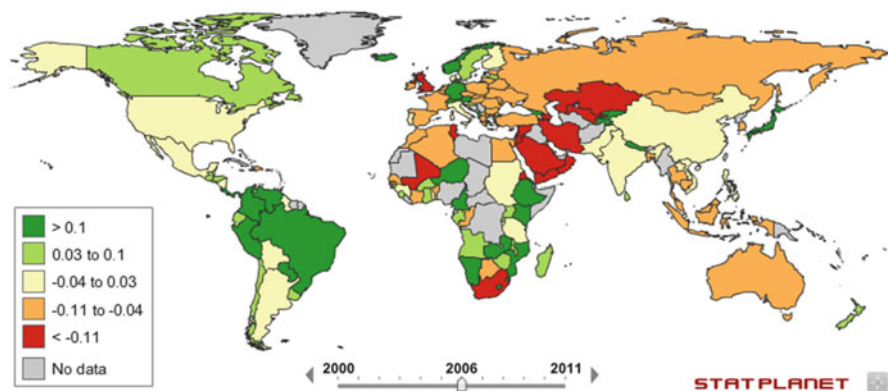 > 0.1
0.03 to 0.1
-0.04 to 0.03
-0.11 to -0.04
< -0.11
No data
2000 2006 2011
STATPLANET